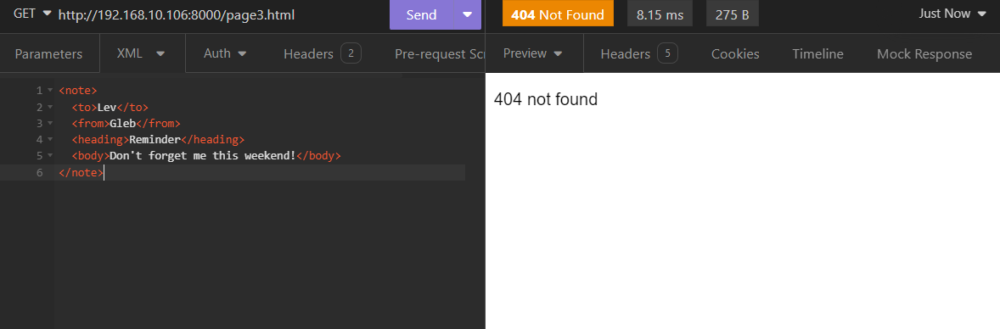 GET http://192.168.10.106:8000/page3.html Send 404 Not Found 8.15 ms 275 B Just Now
Parameters XML Auth Headers 2 Pre-request Sc Preview Headers 5 Cookies Timeline Mock Response
1 <note>
2 <to>Lev</to>
3 <from>Gleb</from>
4 <heading>Reminder</heading>
5 <body>Don't forget me this weekend!</body>
6 </note>
404 not found